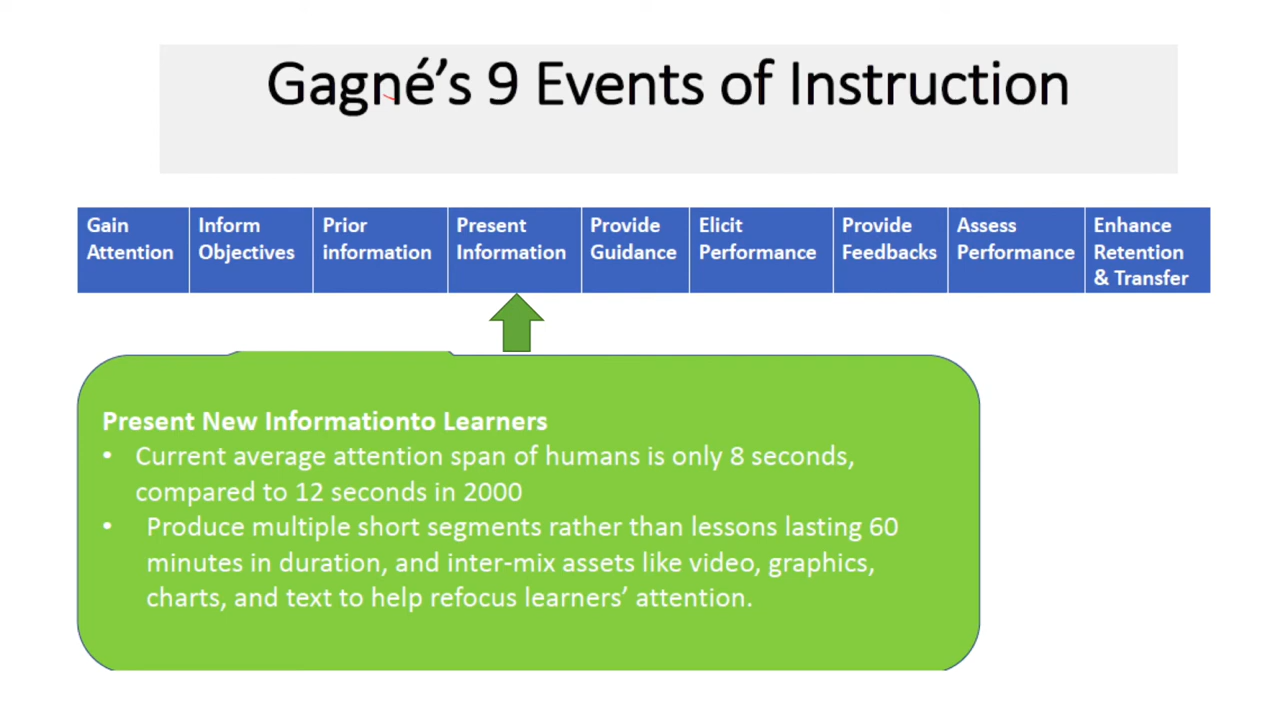 Gagné’s 9 Events of Instruction
Gain Attention
Inform Objectives
Prior information
Present Information
Provide Guidance
Elicit Performance
Provide Feedbacks
Assess Performance
Enhance Retention & Transfer
Present New Informationto Learners
• Current average attention span of humans is only 8 seconds,
compared to 12 seconds in 2000
• Produce multiple short segments rather than lessons lasting 60
minutes in duration, and inter-mix assets like video, graphics,
charts, and text to help refocus learners’ attention.